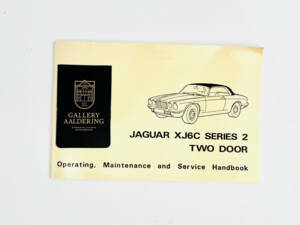 GALLERY
AALDERING
JAGUAR XJ6C SERIES 2
TWO DOOR
Operating, Maintenance and Service Handbook